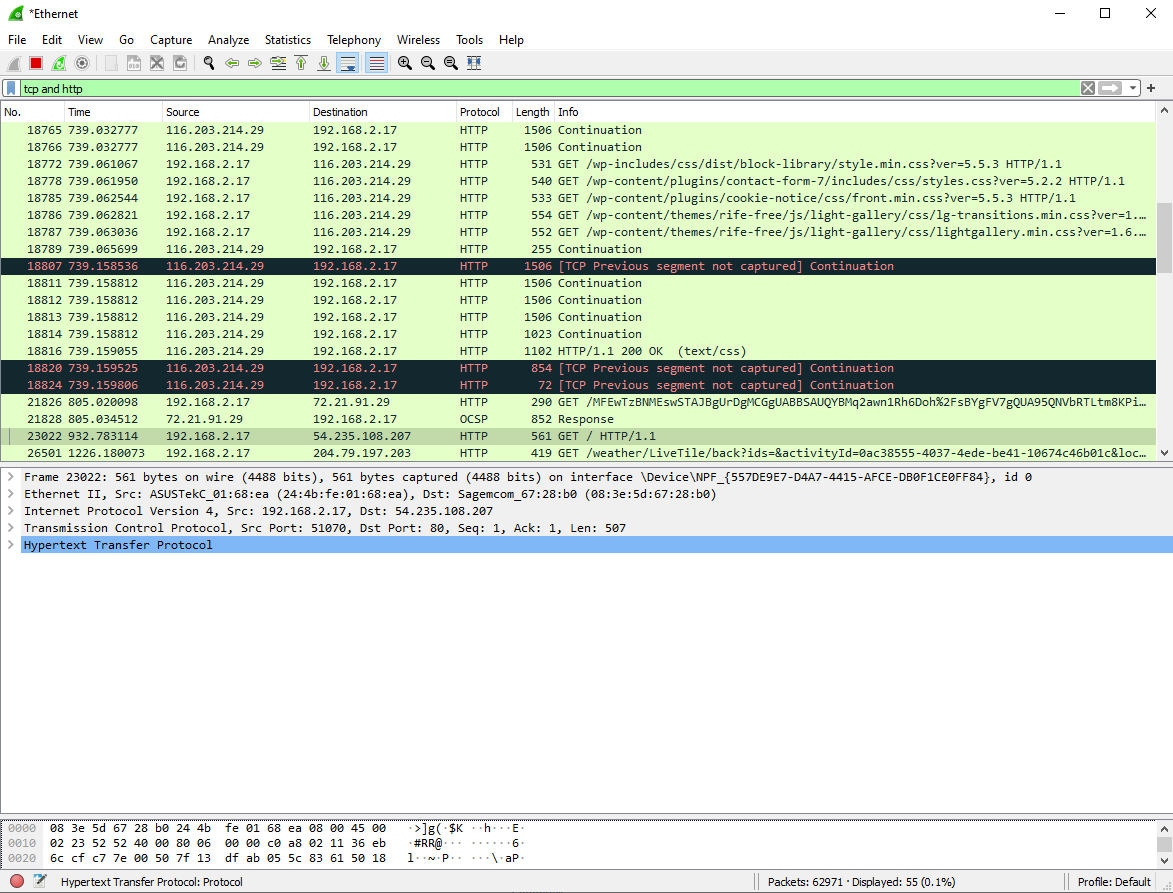 *Ethernet
File Edit View Go Capture Analyze Statistics Telephony Wireless Tools Help
tcp and http
No. Time Source Destination Protocol Length Info
18765 739.032777 116.203.214.29 192.168.2.17 HTTP 1506 Continuation
18766 739.032777 116.203.214.29 192.168.2.17 HTTP 1506 Continuation
18772 739.061067 192.168.2.17 116.203.214.29 HTTP 531 GET /wp-includes/css/dist/block-library/style.min.css?ver=5.5.3 HTTP/1.1
18778 739.061950 192.168.2.17 116.203.214.29 HTTP 540 GET /wp-content/plugins/contact-form-7/includes/css/styles.css?ver=5.2.2 HTTP/1.1
18785 739.062544 192.168.2.17 116.203.214.29 HTTP 533 GET /wp-content/plugins/cookie-notice/css/front.min.css?ver=5.5.3 HTTP/1.1
18786 739.062821 192.168.2.17 116.203.214.29 HTTP 554 GET /wp-content/themes/rife-free/js/light-gallery/css/lg-transitions.min.css?ver=1.…
18787 739.063036 192.168.2.17 116.203.214.29 HTTP 552 GET /wp-content/themes/rife-free/js/light-gallery/css/lightgallery.min.css?ver=1.6.…
18789 739.065699 116.203.214.29 192.168.2.17 HTTP 255 Continuation
18807 739.158536 116.203.214.29 192.168.2.17 HTTP 1506 [TCP Previous segment not captured] Continuation
18811 739.158812 116.203.214.29 192.168.2.17 HTTP 1506 Continuation
18812 739.158812 116.203.214.29 192.168.2.17 HTTP 1506 Continuation
18813 739.158812 116.203.214.29 192.168.2.17 HTTP 1506 Continuation
18814 739.158812 116.203.214.29 192.168.2.17 HTTP 1023 Continuation
18816 739.159055 116.203.214.29 192.168.2.17 HTTP 1102 HTTP/1.1 200 OK (text/css)
18820 739.159525 116.203.214.29 192.168.2.17 HTTP 854 [TCP Previous segment not captured] Continuation
18824 739.159806 116.203.214.29 192.168.2.17 HTTP 72 [TCP Previous segment not captured] Continuation
21826 805.020098 192.168.2.17 72.21.91.29 HTTP 290 GET /MFEwTzBNMEswSTAJBgUrDgMCGgUABBSAUQYBMq2awn1Rh6Doh%2FsBYgFV7gQUA95QNVbRTLtm8KPi…
21828 805.034512 72.21.91.29 192.168.2.17 OCSP 852 Response
23022 932.783114 192.168.2.17 54.235.108.207 HTTP 561 GET / HTTP/1.1
26501 1226.180073 192.168.2.17 204.79.197.203 HTTP 419 GET /weather/LiveTile/back?ids=&activityId=0ac38555-4037-4ede-be41-10674c46b01c&loc…
Frame 23022: 561 bytes on wire (4488 bits), 561 bytes captured (4488 bits) on interface \Device\NPF_{557DE9E7-D4A7-4415-AFCE-DB0F1CE0FF84}, id 0
Ethernet II, Src: ASUSTekC_01:68:ea (24:4b:fe:01:68:ea), Dst: Sagemcom_67:28:b0 (08:3e:5d:67:28:b0)
Internet Protocol Version 4, Src: 192.168.2.17, Dst: 54.235.108.207
Transmission Control Protocol, Src Port: 51070, Dst Port: 80, Seq: 1, Ack: 1, Len: 507
Hypertext Transfer Protocol
0000 08 3e 5d 67 28 b0 24 4b fe 01 68 ea 08 00 45 00 ·>]g(·$K ··h···E·
0010 02 23 52 52 40 00 80 06 00 00 c0 a8 02 11 36 eb ·#RR@··· ······6·
0020 6c cf c7 7e 00 50 7f 13 df ab 05 5c 83 61 50 18 l··~·P·· ···\·aP·
Hypertext Transfer Protocol: Protocol Packets: 62971 · Displayed: 55 (0.1%) Profile: Default